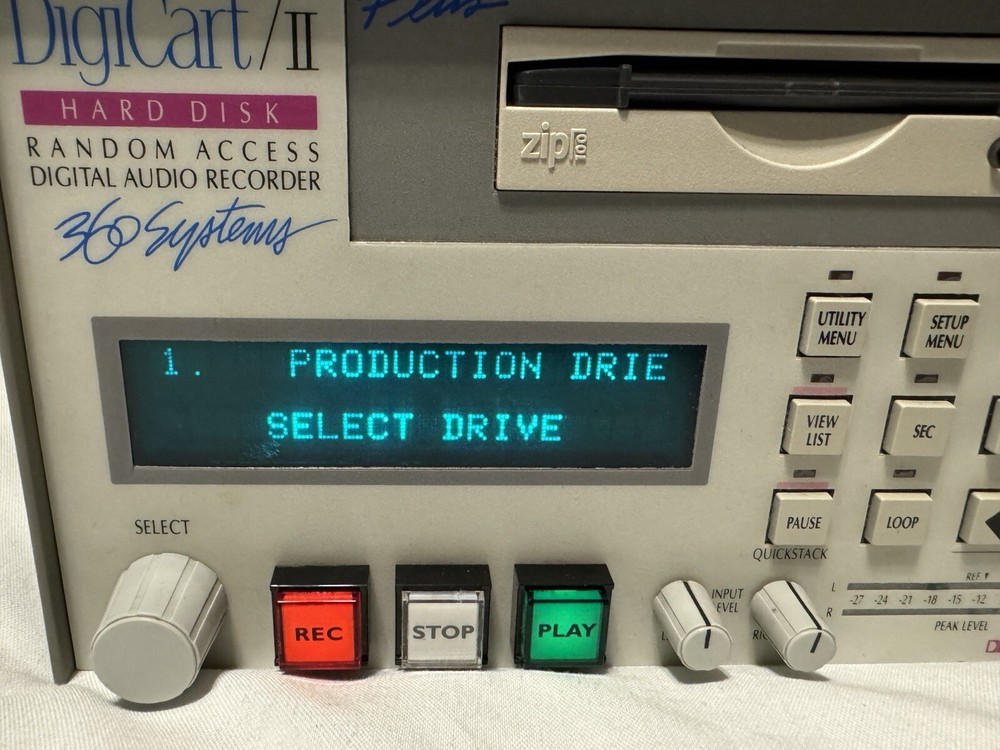 DigiCart/II
Plus
HARD DISK
RANDOM ACCESS
DIGITAL AUDIO RECORDER
360 Systems
zip 100
1. PRODUCTION DRIE
SELECT DRIVE
UTILITY
MENU
SETUP
MENU
VIEW
LIST
SEC
PAUSE
LOOP
QUICKSTACK
SELECT
REC
STOP
PLAY
INPUT
LEVEL
L
R
REF ▼
-27 -24 -21 -18 -15 -12
PEAK LEVEL